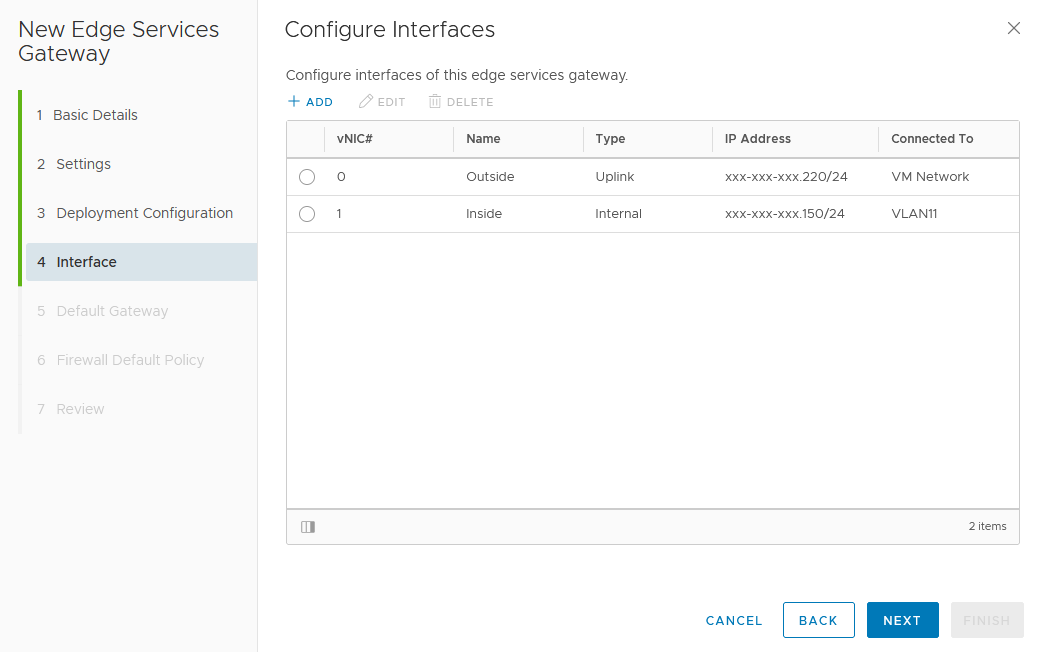 New Edge Services
Gateway
1 Basic Details
2 Settings
3 Deployment Configuration
4 Interface
5 Default Gateway
6 Firewall Default Policy
7 Review
Configure Interfaces
Configure interfaces of this edge services gateway.
ADD EDIT DELETE
vNIC# Name Type IP Address Connected To
0 Outside Uplink xxx-xxx-xxx.220/24 VM Network
1 Inside Internal xxx-xxx-xxx.150/24 VLAN11
2 items
CANCEL BACK NEXT FINISH